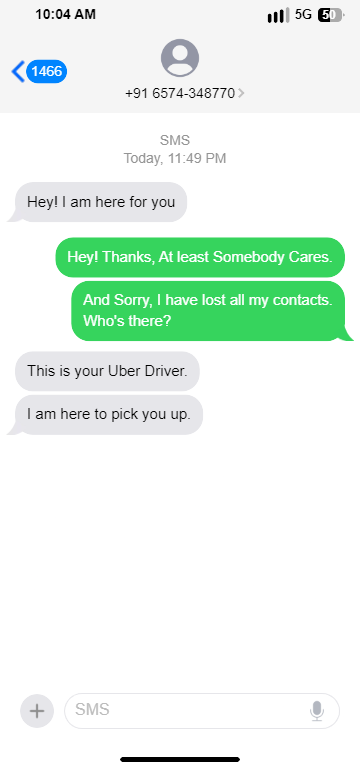 10:04 AM
5G
50
1466
+91 6574-348770
SMS
Today, 11:49 PM
Hey! I am here for you
Hey! Thanks, At least Somebody Cares.
And Sorry, I have lost all my contacts.
Who's there?
This is your Uber Driver.
I am here to pick you up.
SMS